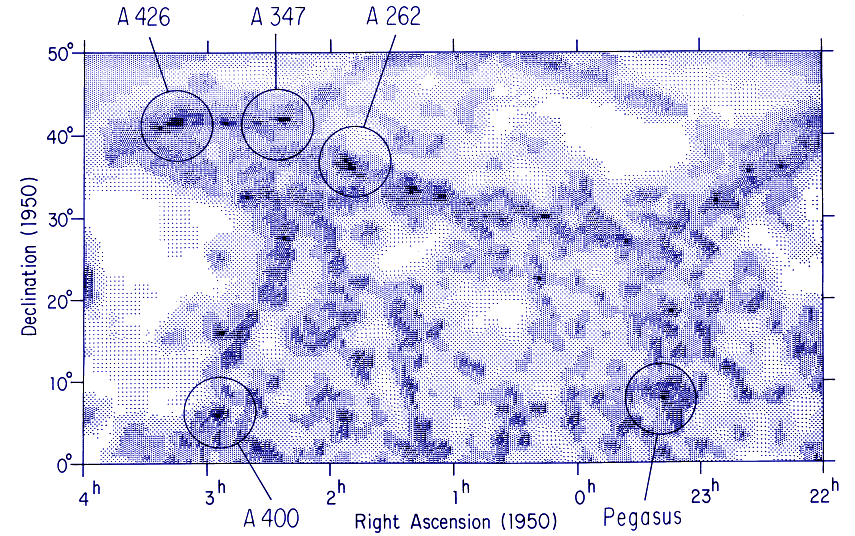 A 426 A 347 A 262
50°
40°
30°
20°
10°
0°
Declination (1950)
4h 3h 2h 1h 0h 23h 22h
A 400 Right Ascension (1950) Pegasus